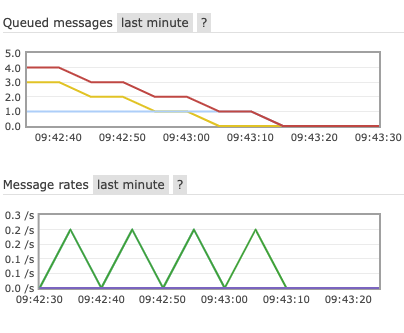 Queued messages last minute ?
5.0
4.0
3.0
2.0
1.0
0.0
09:42:40 09:42:50 09:43:00 09:43:10 09:43:20 09:43:30
Message rates last minute ?
0.3 /s
0.2 /s
0.2 /s
0.1 /s
0.1 /s
0.0 /s
09:42:30 09:42:40 09:42:50 09:43:00 09:43:10 09:43:20